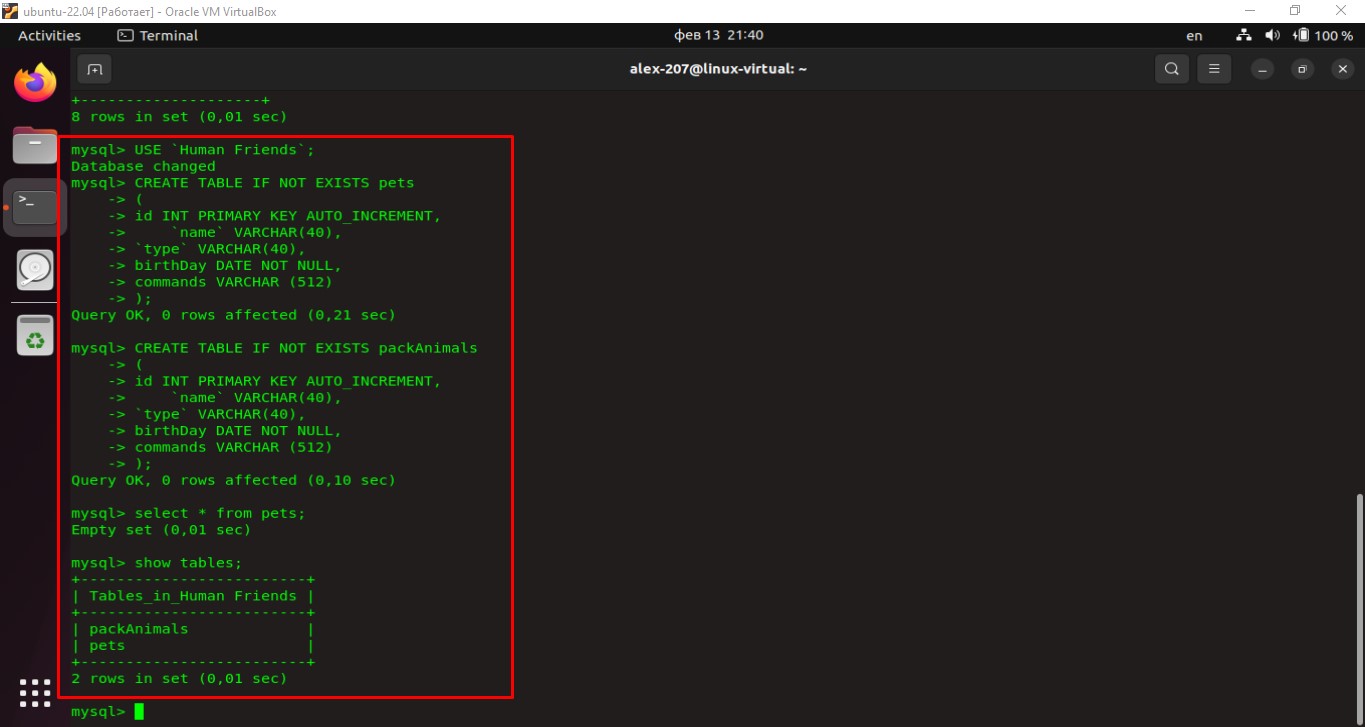 ubuntu-22.04 [Работает] - Oracle VM VirtualBox
Activities Terminal фев 13 21:40 en 100 %
alex-207@linux-virtual: ~
+--------------------+
8 rows in set (0,01 sec)
mysql> USE `Human Friends`;
Database changed
mysql> CREATE TABLE IF NOT EXISTS pets
    -> (
    -> id INT PRIMARY KEY AUTO_INCREMENT,
    ->     `name` VARCHAR(40),
    -> `type` VARCHAR(40),
    -> birthDay DATE NOT NULL,
    -> commands VARCHAR (512)
    -> );
Query OK, 0 rows affected (0,21 sec)
mysql> CREATE TABLE IF NOT EXISTS packAnimals
    -> (
    -> id INT PRIMARY KEY AUTO_INCREMENT,
    ->     `name` VARCHAR(40),
    -> `type` VARCHAR(40),
    -> birthDay DATE NOT NULL,
    -> commands VARCHAR (512)
    -> );
Query OK, 0 rows affected (0,10 sec)
mysql> select * from pets;
Empty set (0,01 sec)
mysql> show tables;
+-------------------------+
| Tables_in_Human Friends |
+-------------------------+
| packAnimals             |
| pets                    |
+-------------------------+
2 rows in set (0,01 sec)
mysql>